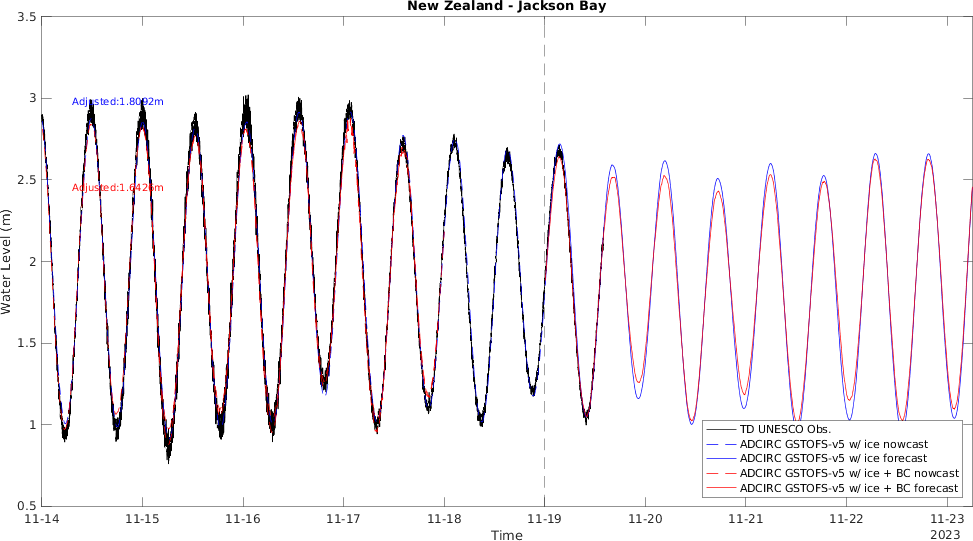 New Zealand - Jackson Bay
3.5
3
2.5
2
1.5
1
0.5
Water Level (m)
Adjusted:1.8092m
Adjusted:1.6426m
TD UNESCO Obs.
ADCIRC GSTOFS-v5 w/ ice nowcast
ADCIRC GSTOFS-v5 w/ ice forecast
ADCIRC GSTOFS-v5 w/ ice + BC nowcast
ADCIRC GSTOFS-v5 w/ ice + BC forecast
11-14 11-15 11-16 11-17 11-18 11-19 11-20 11-21 11-22 11-23
Time
2023